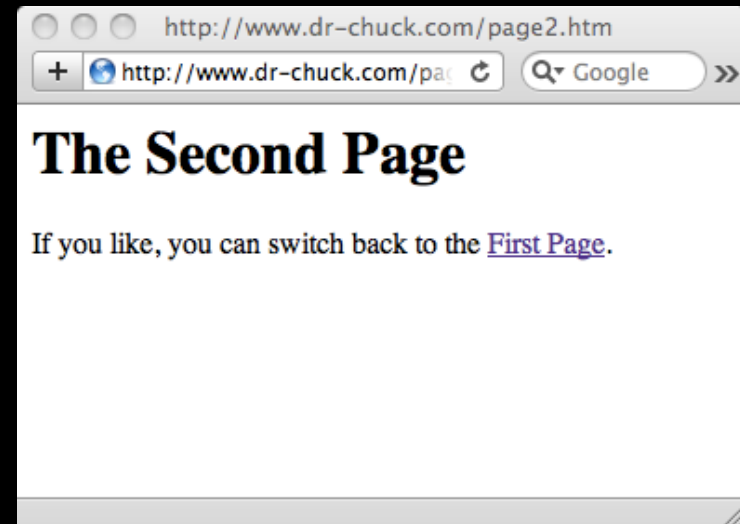 http://www.dr-chuck.com/page2.htm
+ http://www.dr-chuck.com/pa Q Google »
The Second Page
If you like, you can switch back to the First Page.